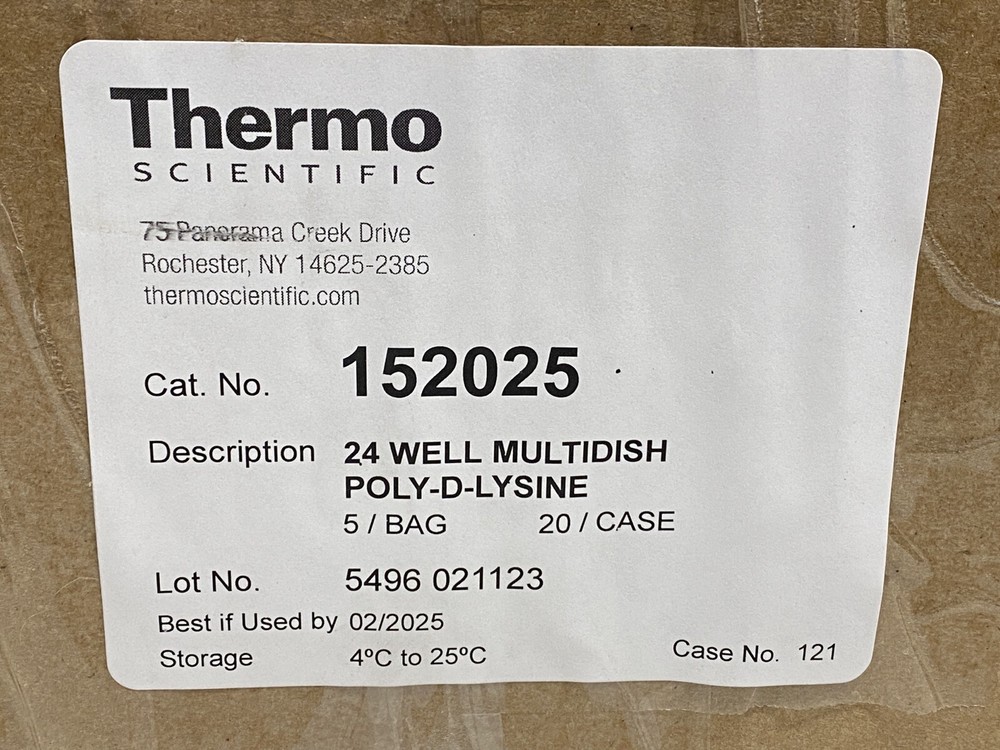 Thermo
SCIENTIFIC
75 Panorama Creek Drive
Rochester, NY 14625-2385
thermoscientific.com
Cat. No. 152025
Description 24 WELL MULTIDISH
POLY-D-LYSINE
5 / BAG 20 / CASE
Lot No. 5496 021123
Best if Used by 02/2025
Storage 4ºC to 25ºC
Case No. 121